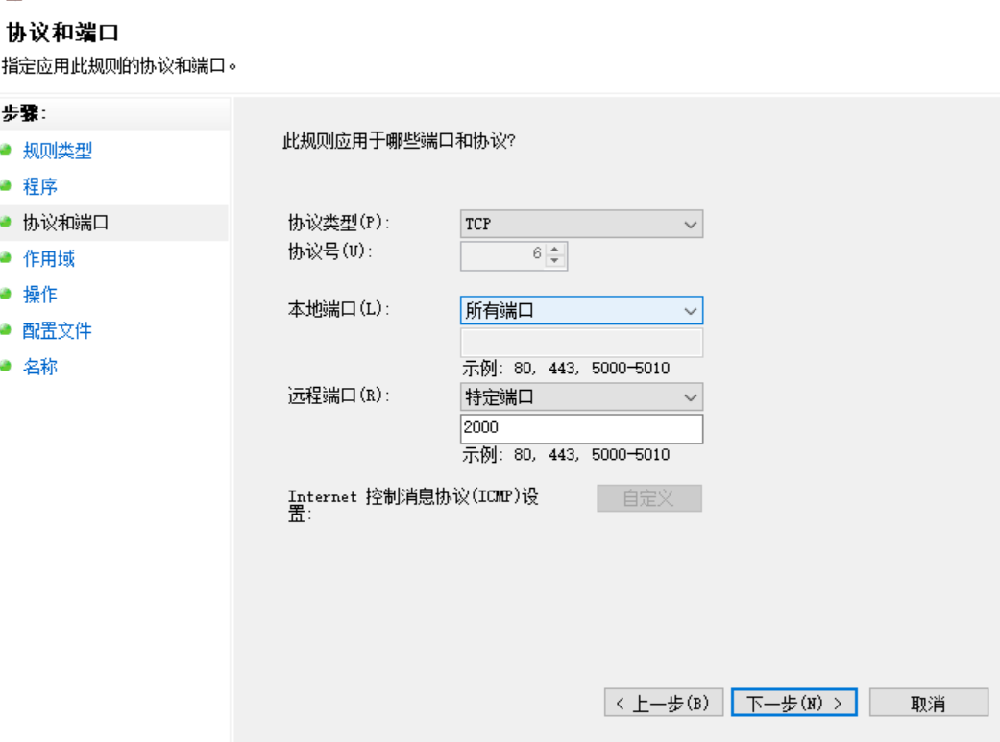 协议和端口
指定应用此规则的协议和端口。
步骤:
规则类型
程序
协议和端口
作用域
操作
配置文件
名称
此规则应用于哪些端口和协议?
协议类型(P): TCP
协议号(U): 6
本地端口(L): 所有端口
示例: 80, 443, 5000-5010
远程端口(R): 特定端口
2000
示例: 80, 443, 5000-5010
Internet 控制消息协议(ICMP)设
置: 自定义
< 上一步(B) 下一步(N) > 取消